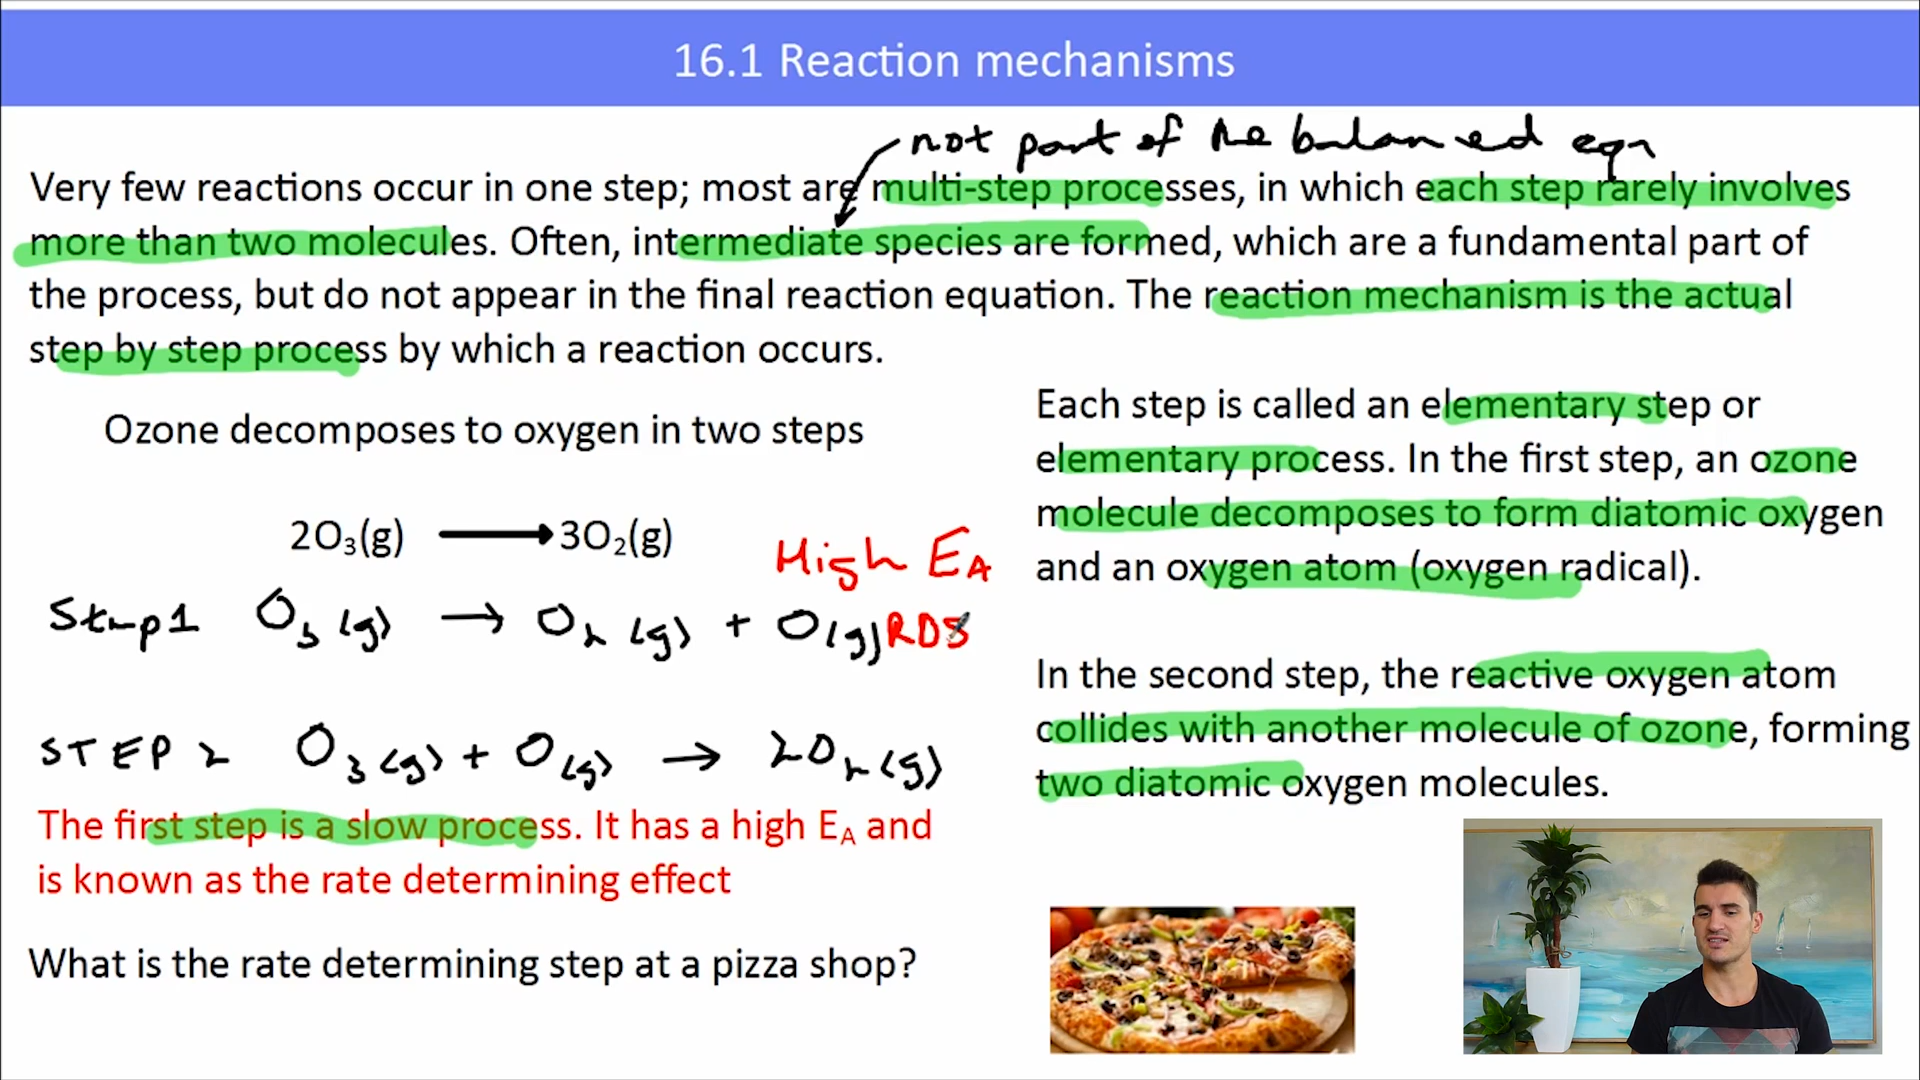 16.1 Reaction mechanisms
not part of the balanced eqn
Very few reactions occur in one step; most are multi-step processes, in which each step rarely involves
more than two molecules. Often, intermediate species are formed, which are a fundamental part of
the process, but do not appear in the final reaction equation. The reaction mechanism is the actual
step by step process by which a reaction occurs.
Ozone decomposes to oxygen in two steps
2O₃(g) ⟶ 3O₂(g)
High E_A
Step 1 O₃(g) → O₂(g) + O(g) RDS
STEP 2 O₃(g) + O(g) → 2O₂(g)
The first step is a slow process. It has a high E_A and
is known as the rate determining effect
What is the rate determining step at a pizza shop?
Each step is called an elementary step or
elementary process. In the first step, an ozone
molecule decomposes to form diatomic oxygen
and an oxygen atom (oxygen radical).
In the second step, the reactive oxygen atom
collides with another molecule of ozone, forming
two diatomic oxygen molecules.